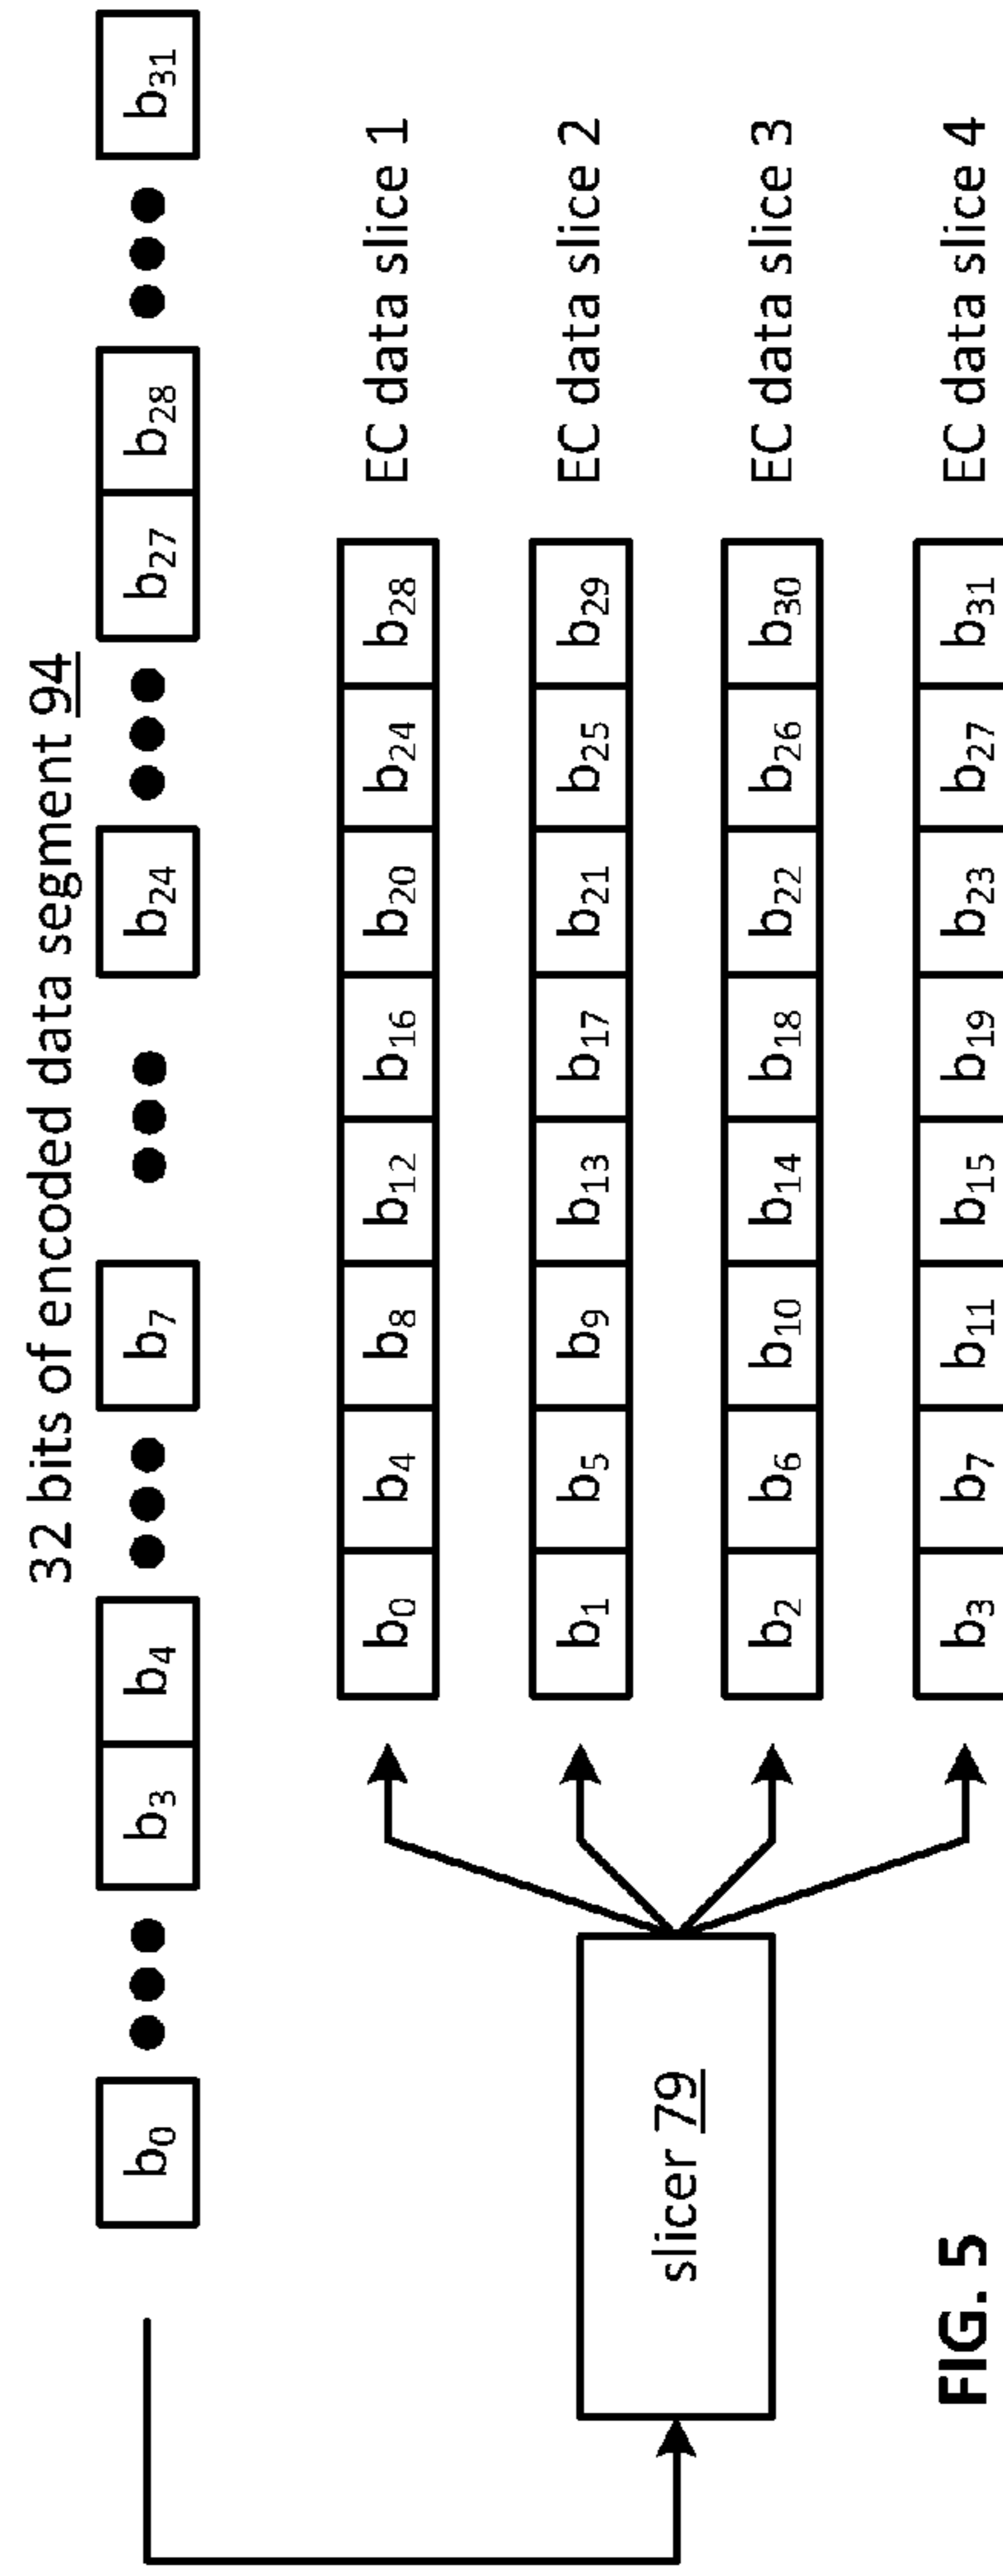 32 bits of encoded data segment 94
b0 b3 b4 b7 b24 b27 b28 b31
b0 b4 b8 b12 b16 b20 b24 b28 EC data slice 1
b1 b5 b9 b13 b17 b21 b25 b29 EC data slice 2
slicer 79
b2 b6 b10 b14 b18 b22 b26 b30 EC data slice 3
b3 b7 b11 b15 b19 b23 b27 b31 EC data slice 4
FIG. 5